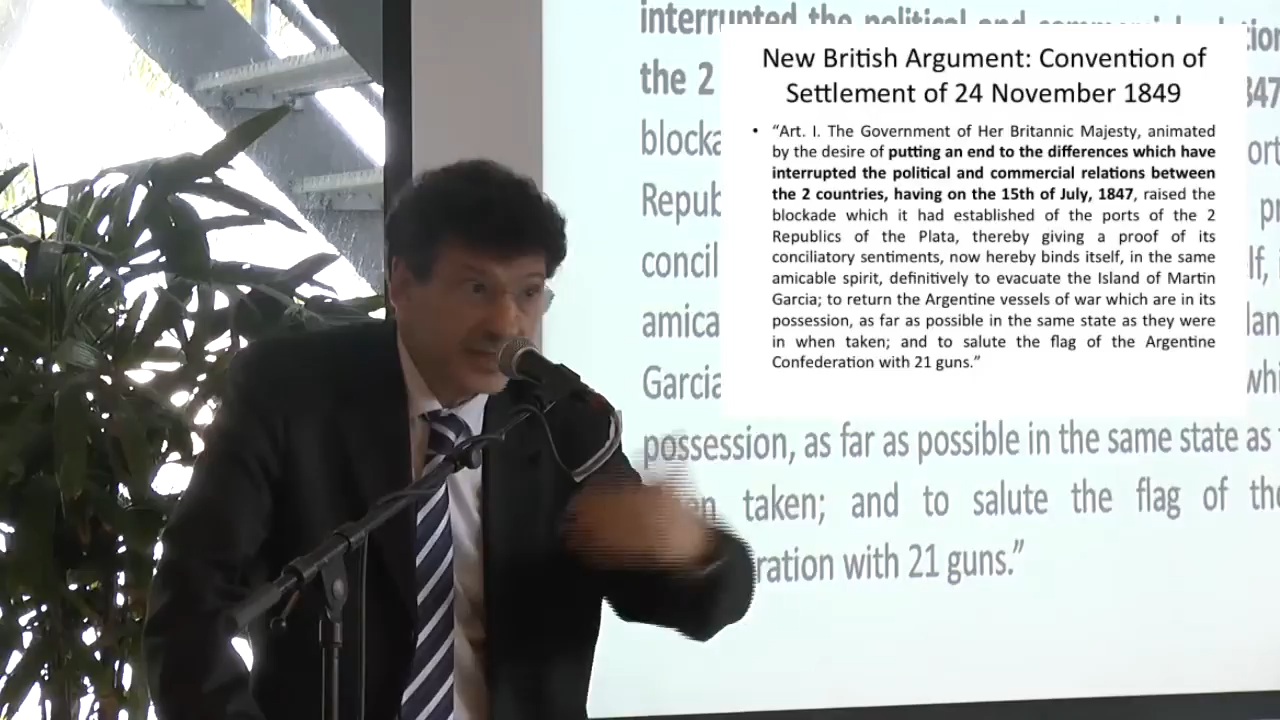 interrupted the political and
the 2
blocka
Repub
concil
amica
Garcia
possession, as far as possible in the same state as
taken; and to salute the flag of the
ration with 21 guns.”
New British Argument: Convention of
Settlement of 24 November 1849
• “Art. I. The Government of Her Britannic Majesty, animated
by the desire of putting an end to the differences which have
interrupted the political and commercial relations between
the 2 countries, having on the 15th of July, 1847, raised the
blockade which it had established of the ports of the 2
Republics of the Plata, thereby giving a proof of its
conciliatory sentiments, now hereby binds itself, in the same
amicable spirit, definitively to evacuate the Island of Martin
Garcia; to return the Argentine vessels of war which are in its
possession, as far as possible in the same state as they were
in when taken; and to salute the flag of the Argentine
Confederation with 21 guns.”